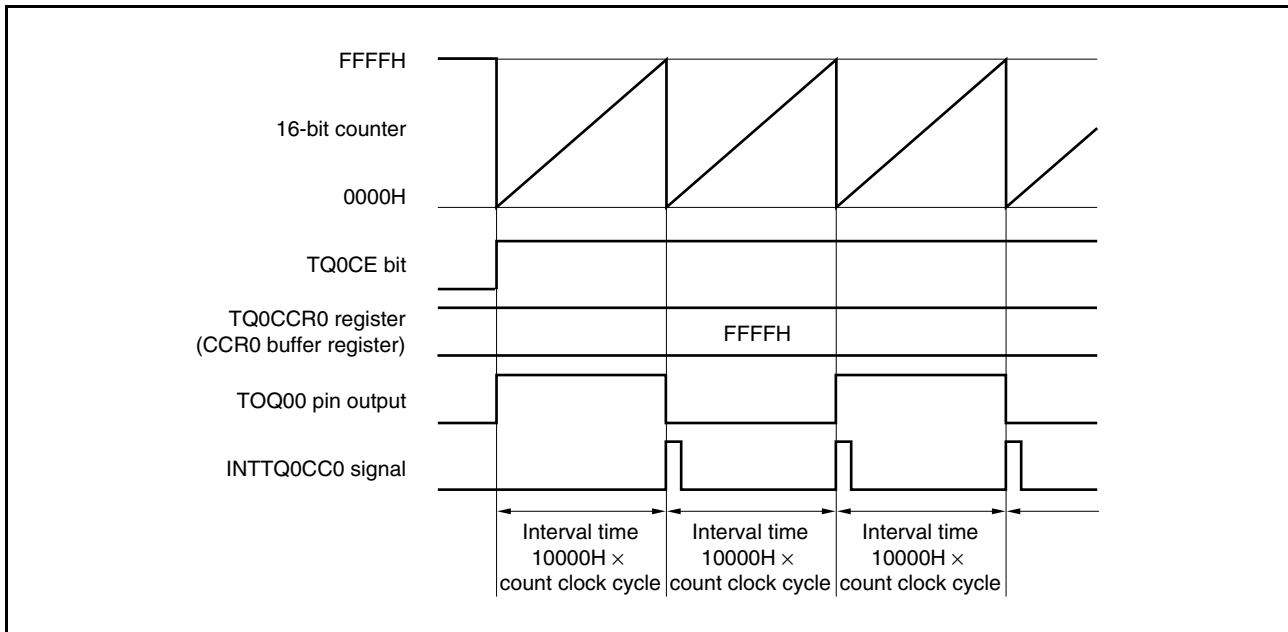 FFFFH
16-bit counter
0000H
TQ0CE bit
TQ0CCR0 register
(CCR0 buffer register)
FFFFH
TOQ00 pin output
INTTQ0CC0 signal
Interval time
10000H ×
count clock cycle
Interval time
10000H ×
count clock cycle
Interval time
10000H ×
count clock cycle